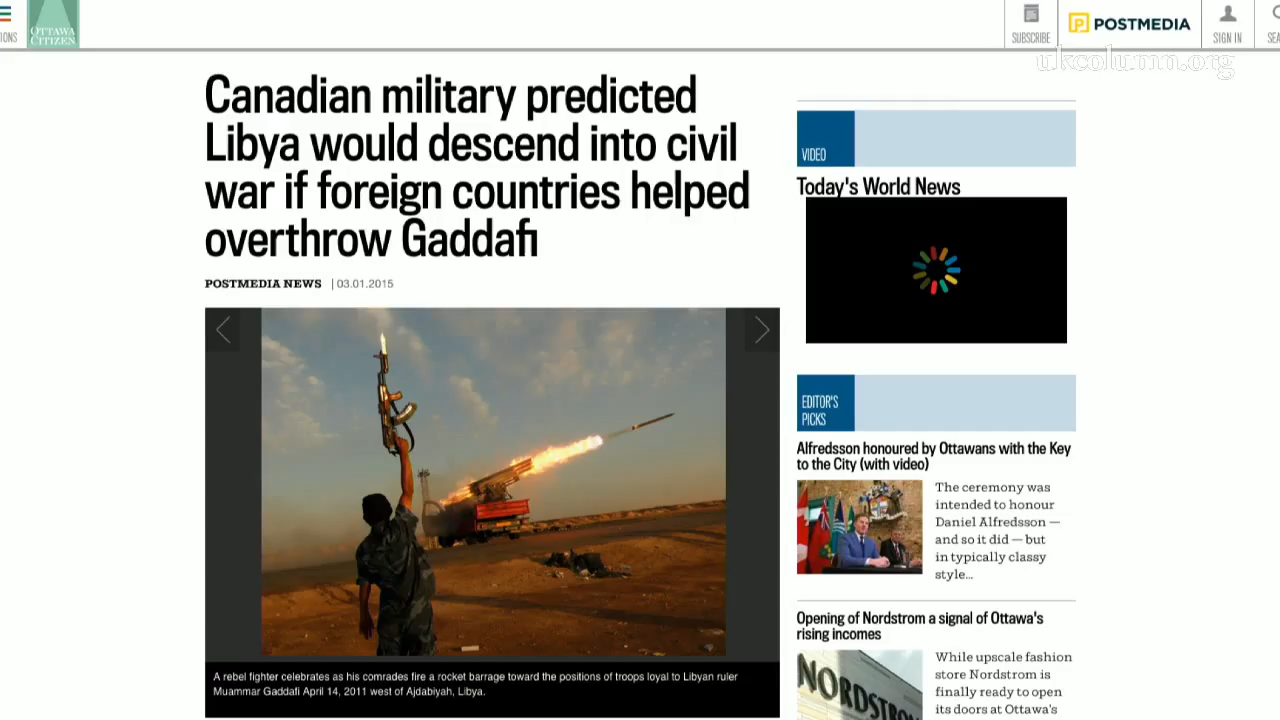 IONS
OTTAWA
CITIZEN
SUBSCRIBE
P POSTMEDIA
SIGN IN
SEA
ukcolumn.org
Canadian military predicted
Libya would descend into civil
war if foreign countries helped
overthrow Gaddafi
POSTMEDIA NEWS | 03.01.2015
A rebel fighter celebrates as his comrades fire a rocket barrage toward the positions of troops loyal to Libyan ruler
Muammar Gaddafi April 14, 2011 west of Ajdabiyah, Libya.
VIDEO
Today's World News
EDITOR'S
PICKS
Alfredsson honoured by Ottawans with the Key
to the City (with video)
The ceremony was
intended to honour
Daniel Alfredsson —
and so it did — but
in typically classy
style...
Opening of Nordstrom a signal of Ottawa's
rising incomes
NORDSTROM
While upscale fashion
store Nordstrom is
finally ready to open
its doors at Ottawa's